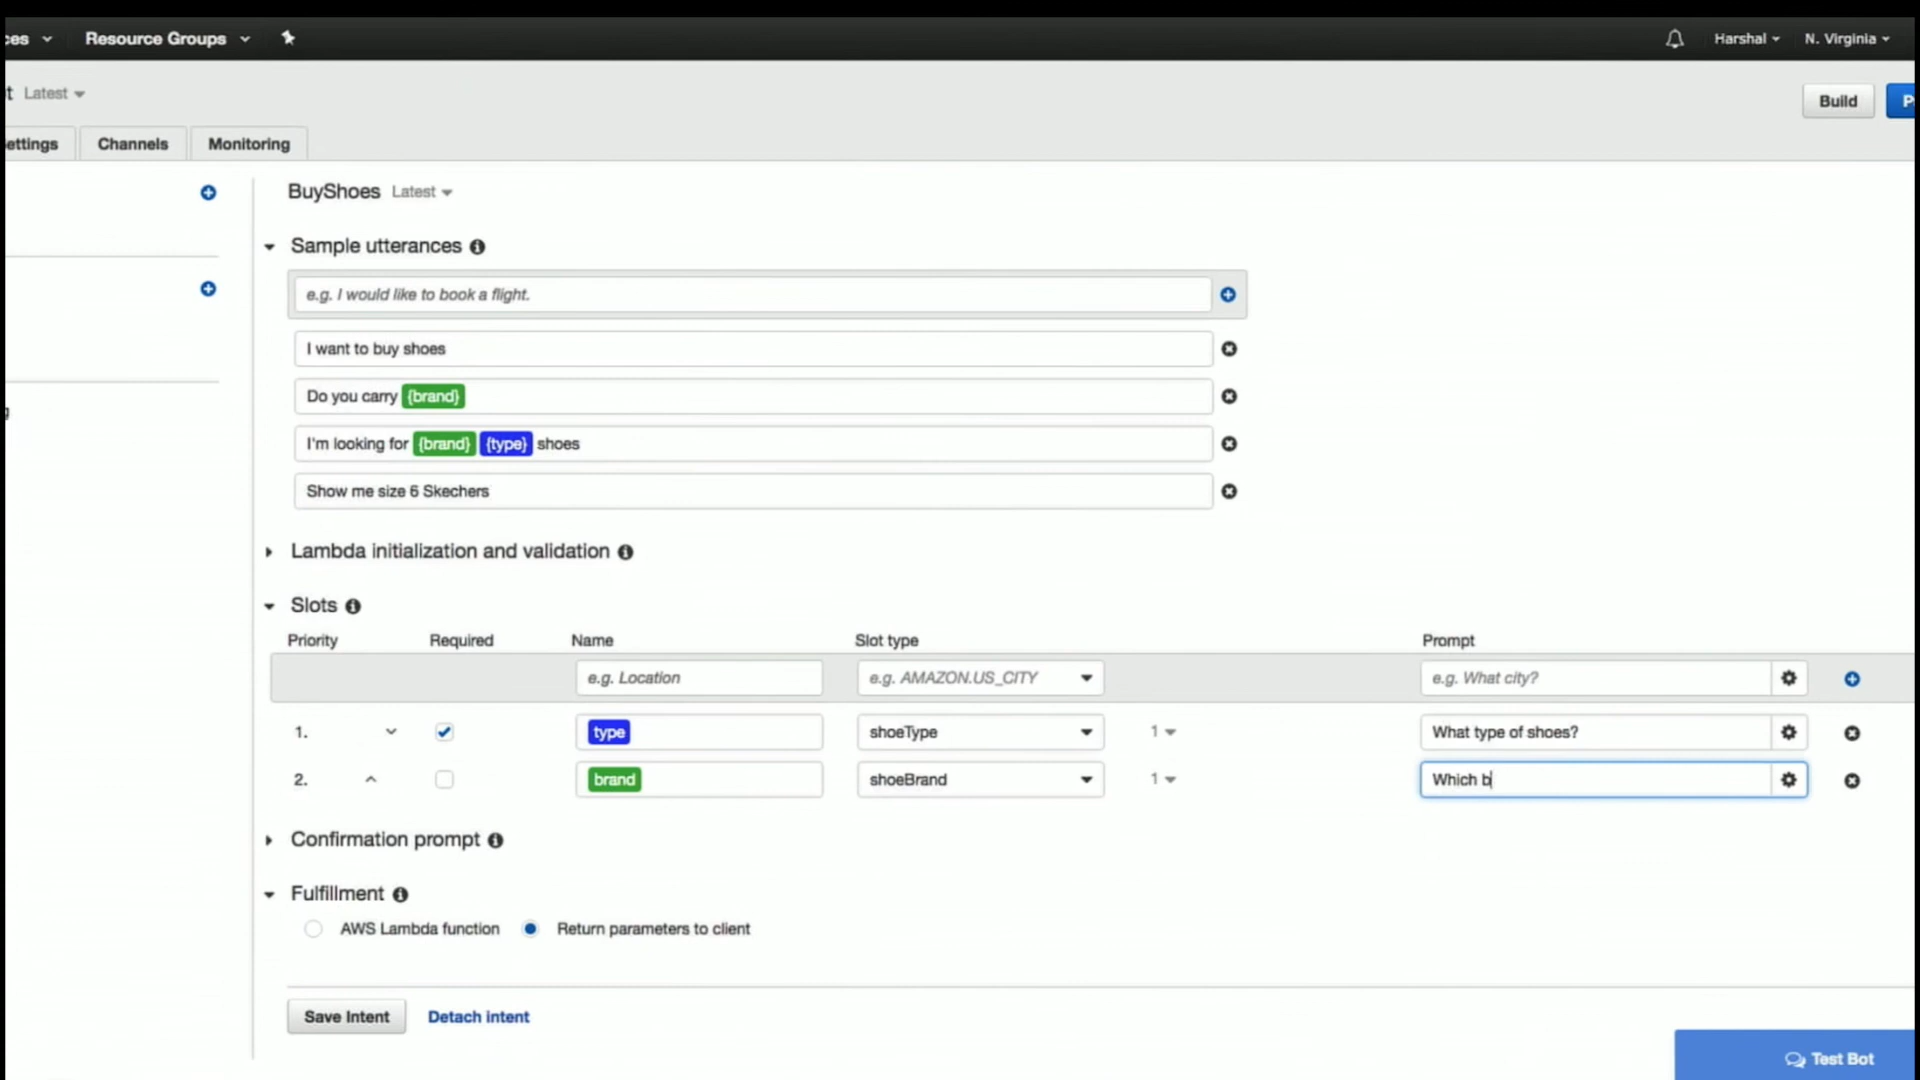 ces Resource Groups Harshal N. Virginia
t Latest Build P
ettings Channels Monitoring
BuyShoes Latest
Sample utterances
e.g. I would like to book a flight.
I want to buy shoes
Do you carry {brand}
I'm looking for {brand} {type} shoes
Show me size 6 Skechers
Lambda initialization and validation
Slots
Priority Required Name Slot type Prompt
e.g. Location e.g. AMAZON.US_CITY e.g. What city?
1. type shoeType 1 What type of shoes?
2. brand shoeBrand 1 Which b
Confirmation prompt
Fulfillment
AWS Lambda function Return parameters to client
Save Intent Detach intent
Test Bot